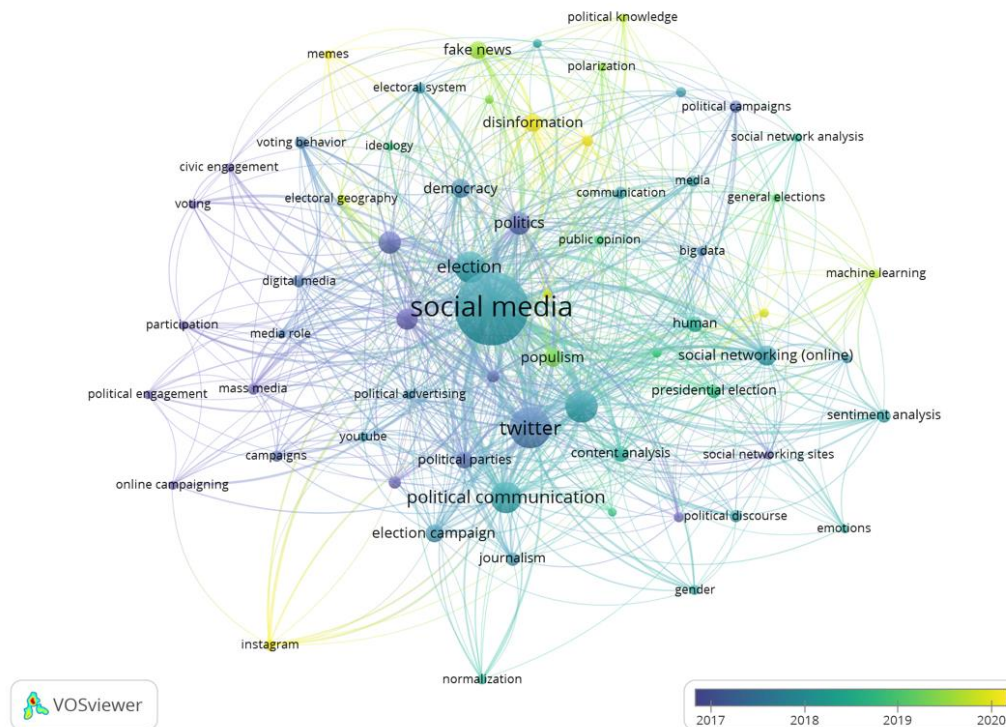 political knowledge
memes
fake news
polarization
electoral system
political campaigns
disinformation
social network analysis
voting behavior
ideology
civic engagement
media
democracy
communication
electoral geography
general elections
voting
politics
public opinion
big data
election
machine learning
digital media
social media
participation
human
media role
populism
social networking (online)
mass media
presidential election
political engagement
political advertising
sentiment analysis
twitter
youtube
content analysis
social networking sites
campaigns
political parties
online campaigning
political communication
political discourse
emotions
election campaign
journalism
gender
instagram
normalization
VOSviewer
2017 2018 2019 2020